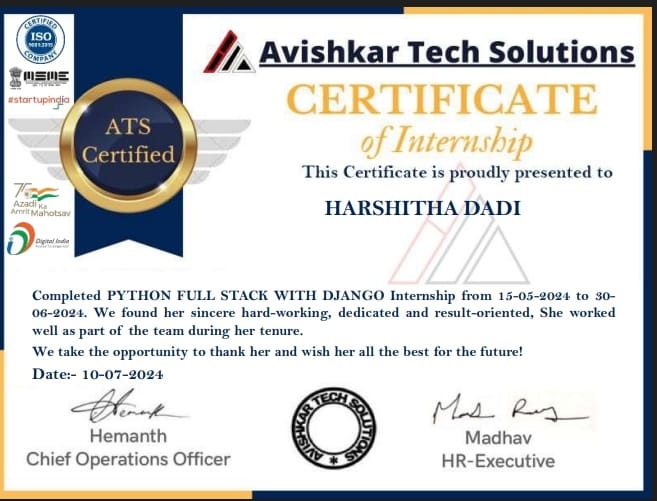 CERTIFIED
ISO
9001:2015
COMPANY
MSME
#startupindia
Avishkar Tech Solutions
CERTIFICATE
of Internship
ATS
Certified
This Certificate is proudly presented to
HARSHITHA DADI
75
Azadi Ka
Amrit Mahotsav
Digital India
Completed PYTHON FULL STACK WITH DJANGO Internship from 15-05-2024 to 30-
06-2024. We found her sincere hard-working, dedicated and result-oriented, She worked
well as part of the team during her tenure.
We take the opportunity to thank her and wish her all the best for the future!
Date:- 10-07-2024
Hemanth
Chief Operations Officer
AVISHKAR TECH SOLUTIONS
Madhav
HR-Executive